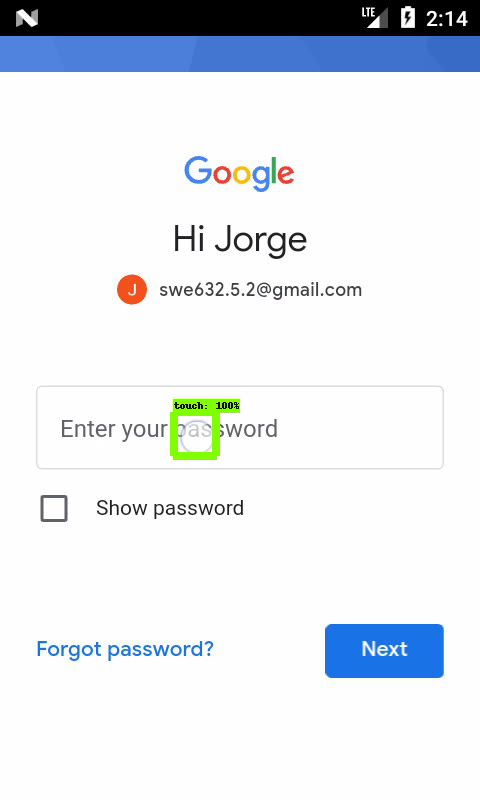 LTE 2:14
Google
Hi Jorge
J swe632.5.2@gmail.com
touch: 100%
Enter your password
Show password
Forgot password? Next